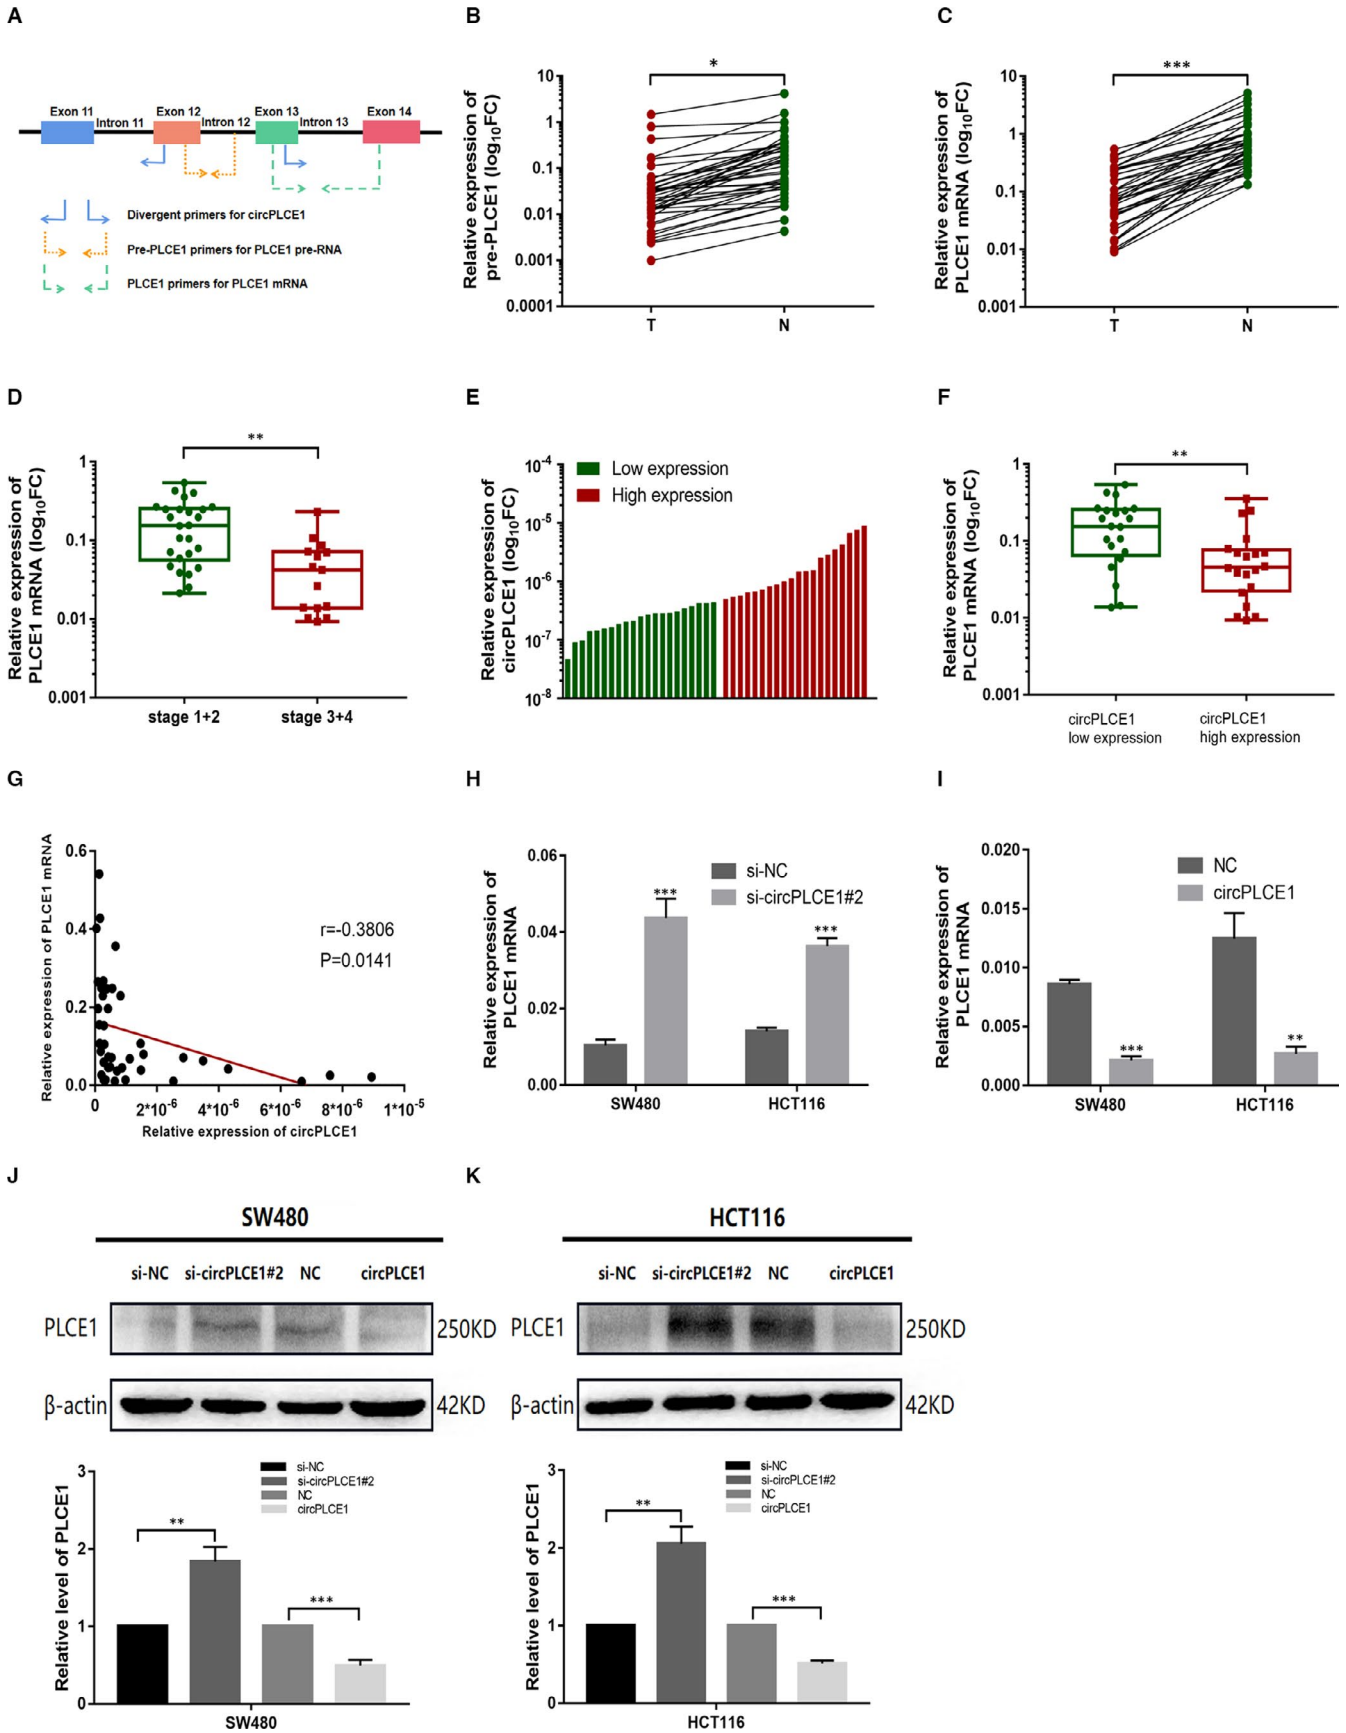 A
Exon 11
Intron 11
Exon 12
Intron 12
Exon 13
Intron 13
Exon 14
Divergent primers for circPLCE1
Pre-PLCE1 primers for PLCE1 pre-RNA
PLCE1 primers for PLCE1 mRNA
B
Relative expression of
pre-PLCE1 (log10FC)
10
1
0.1
0.01
0.001
0.0001
*
T
N
C
Relative expression of
PLCE1 mRNA (log10FC)
10
1
0.1
0.01
0.001
***
T
N
D
Relative expression of
PLCE1 mRNA (log10FC)
1
0.1
0.01
0.001
**
stage 1+2
stage 3+4
E
Relative expression of
circPLCE1 (log10FC)
10-4
10-5
10-6
10-7
10-8
Low expression
High expression
F
Relative expression of
PLCE1 mRNA (log10FC)
1
0.1
0.01
0.001
**
circPLCE1
low expression
circPLCE1
high expression
G
Relative expression of PLCE1 mRNA
0.6
0.4
0.2
0.0
r=-0.3806
P=0.0141
0
2*10-6
4*10-6
6*10-6
8*10-6
1*10-5
Relative expression of circPLCE1
H
Relative expression of
PLCE1 mRNA
0.06
0.04
0.02
0.00
si-NC
si-circPLCE1#2
***
***
SW480
HCT116
I
Relative expression of
PLCE1 mRNA
0.020
0.015
0.010
0.005
0.000
NC
circPLCE1
***
**
SW480
HCT116
J
SW480
si-NC
si-circPLCE1#2
NC
circPLCE1
PLCE1
250KD
β-actin
42KD
Relative level of PLCE1
3
2
1
0
si-NC
si-circPLCE1#2
NC
circPLCE1
**
***
SW480
K
HCT116
si-NC
si-circPLCE1#2
NC
circPLCE1
PLCE1
250KD
β-actin
42KD
Relative level of PLCE1
3
2
1
0
si-NC
si-circPLCE1#2
NC
circPLCE1
**
***
HCT116